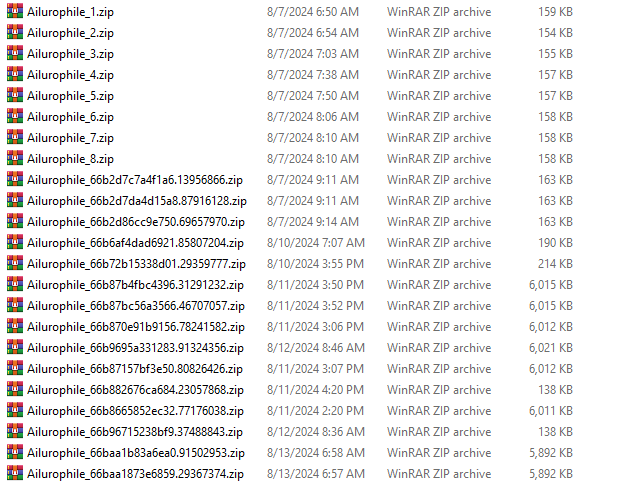 Ailurophile_1.zip 8/7/2024 6:50 AM WinRAR ZIP archive 159 KB
Ailurophile_2.zip 8/7/2024 6:54 AM WinRAR ZIP archive 154 KB
Ailurophile_3.zip 8/7/2024 7:03 AM WinRAR ZIP archive 155 KB
Ailurophile_4.zip 8/7/2024 7:38 AM WinRAR ZIP archive 157 KB
Ailurophile_5.zip 8/7/2024 7:50 AM WinRAR ZIP archive 157 KB
Ailurophile_6.zip 8/7/2024 8:06 AM WinRAR ZIP archive 158 KB
Ailurophile_7.zip 8/7/2024 8:10 AM WinRAR ZIP archive 158 KB
Ailurophile_8.zip 8/7/2024 8:10 AM WinRAR ZIP archive 158 KB
Ailurophile_66b2d7c7a4f1a6.13956866.zip 8/7/2024 9:11 AM WinRAR ZIP archive 163 KB
Ailurophile_66b2d7da4d15a8.87916128.zip 8/7/2024 9:11 AM WinRAR ZIP archive 163 KB
Ailurophile_66b2d86cc9e750.69657970.zip 8/7/2024 9:14 AM WinRAR ZIP archive 163 KB
Ailurophile_66b6af4dad6921.85807204.zip 8/10/2024 7:07 AM WinRAR ZIP archive 190 KB
Ailurophile_66b72b15338d01.29359777.zip 8/10/2024 3:55 PM WinRAR ZIP archive 214 KB
Ailurophile_66b87b4fbc4396.31291232.zip 8/11/2024 3:50 PM WinRAR ZIP archive 6,015 KB
Ailurophile_66b87bc56a3566.46707057.zip 8/11/2024 3:52 PM WinRAR ZIP archive 6,015 KB
Ailurophile_66b870e91b9156.78241582.zip 8/11/2024 3:06 PM WinRAR ZIP archive 6,012 KB
Ailurophile_66b9695a331283.91324356.zip 8/12/2024 8:46 AM WinRAR ZIP archive 6,021 KB
Ailurophile_66b87157bf3e50.80826426.zip 8/11/2024 3:07 PM WinRAR ZIP archive 6,012 KB
Ailurophile_66b882676ca684.23057868.zip 8/11/2024 4:20 PM WinRAR ZIP archive 138 KB
Ailurophile_66b8665852ec32.77176038.zip 8/11/2024 2:20 PM WinRAR ZIP archive 6,011 KB
Ailurophile_66b96715238bf9.37488843.zip 8/12/2024 8:36 AM WinRAR ZIP archive 138 KB
Ailurophile_66baa1b83a6ea0.91502953.zip 8/13/2024 6:58 AM WinRAR ZIP archive 5,892 KB
Ailurophile_66baa1873e6859.29367374.zip 8/13/2024 6:57 AM WinRAR ZIP archive 5,892 KB